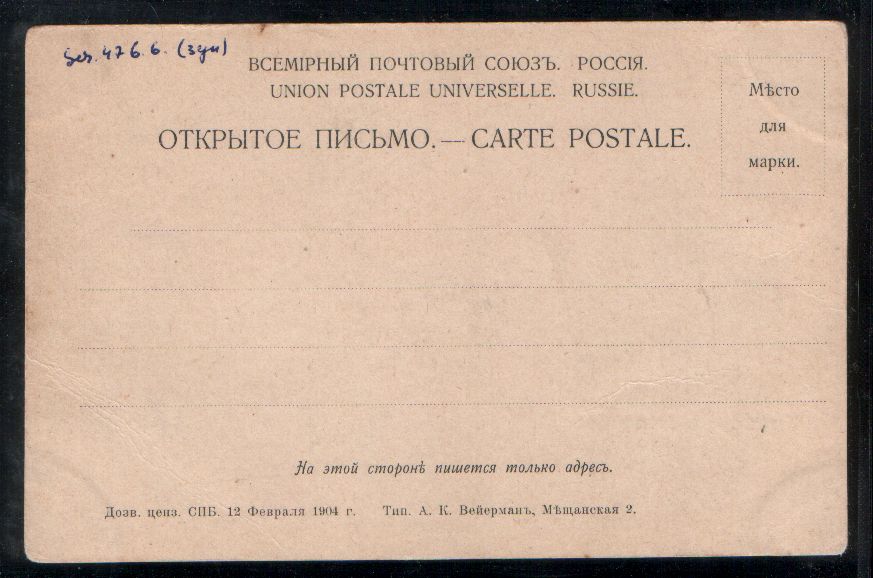 Ser. 476.6.
ВСЕМІРНЫЙ ПОЧТОВЫЙ СОЮЗЪ. РОССІЯ.
UNION POSTALE UNIVERSELLE. RUSSIE.
ОТКРЫТОЕ ПИСЬМО.—CARTE POSTALE.
Мѣсто
для
марки.
На этой сторонѣ пишется только адресъ.
Дозв. ценз. СПБ. 12 Февраля 1904 г. Тип. А. К. Вейерманъ, Мѣщанская 2.